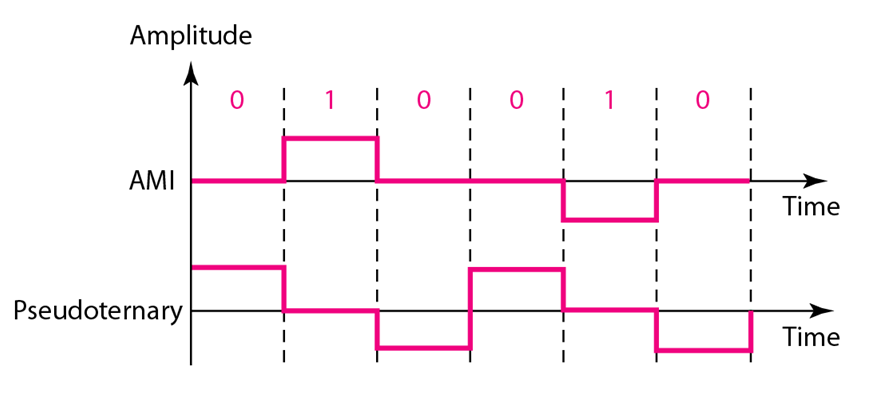 Amplitude
0 1 0 0 1 0
AMI
Time
Pseudoternary
Time